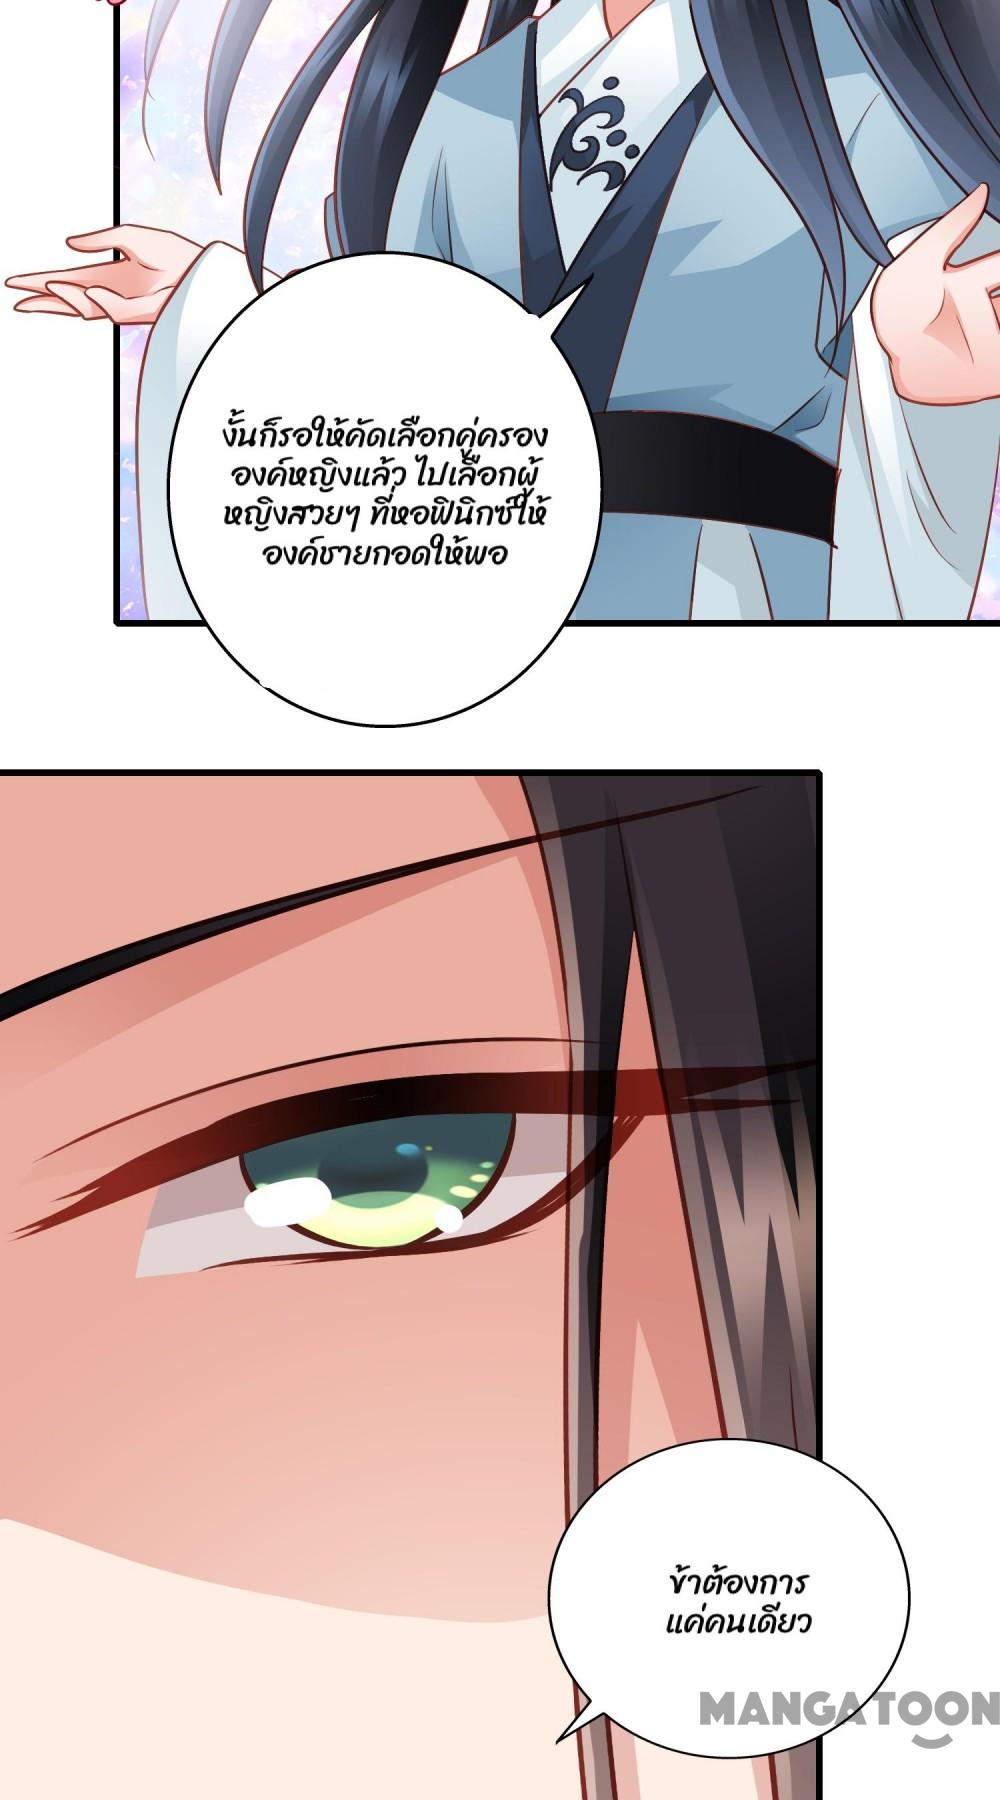 งั้นก็รอให้คัดเลือกคู่ครอง
องค์หญิงแล้ว ไปเลือกผู้
หญิงสวยๆ ที่หอฟินิกซ์ให้
องค์ชายกอดให้พอ
ข้าต้องการ
แค่คนเดียว
MANGATOON